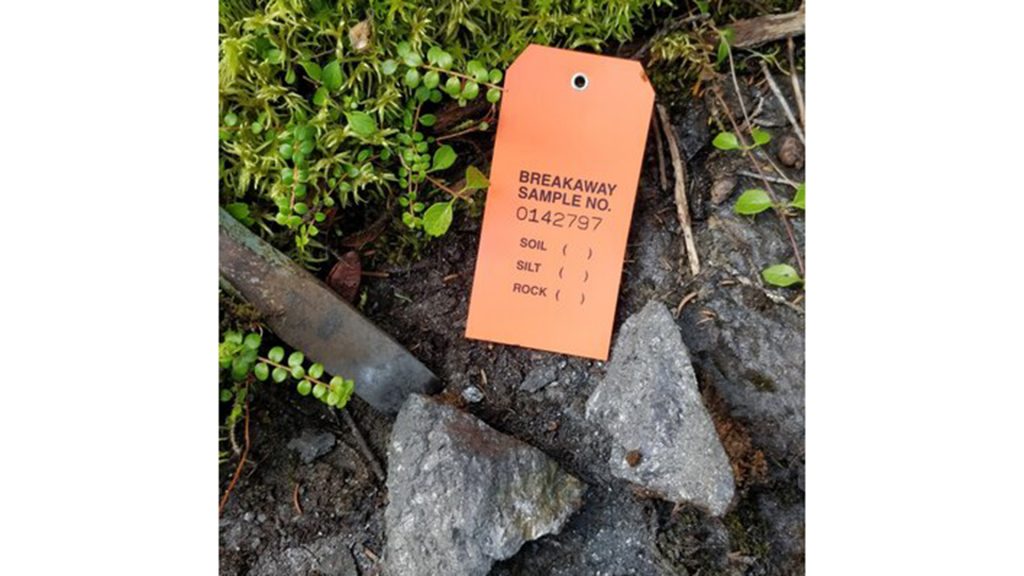 BREAKAWAY
SAMPLE NO.
0142797
SOIL ( )
SILT ( )
ROCK ( )